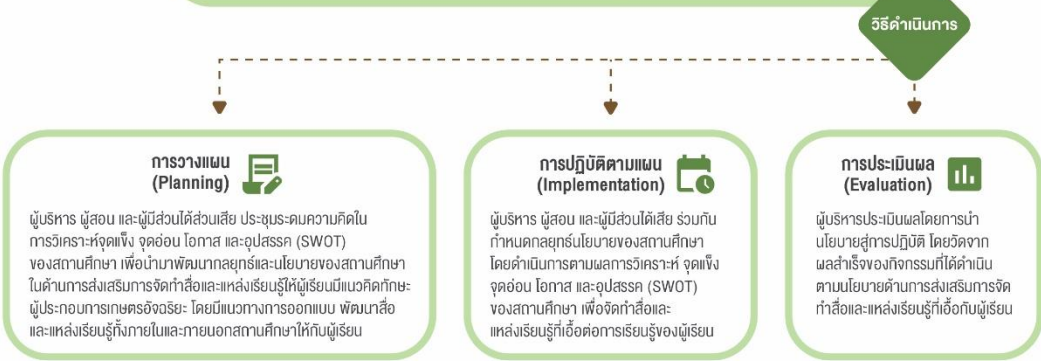 วิธีดำเนินการ
การวางแผน
(Planning)
ผู้บริหาร ผู้สอน และผู้มีส่วนได้ส่วนเสีย ประชุมระดมความคิดใน
การวิเคราะห์จุดแข็ง จุดอ่อน โอกาส และอุปสรรค (SWOT)
ของสถานศึกษา เพื่อนำมาพัฒนากลยุทธ์และนโยบายของสถานศึกษา
ในด้านการส่งเสริมการจัดทำสื่อและแหล่งเรียนรู้ให้ผู้เรียนมีแนวคิดทักษะ
ผู้ประกอบการเกษตรอัจฉริยะ โดยมีแนวทางการออกแบบ พัฒนาสื่อ
และแหล่งเรียนรู้ทั้งภายในและภายนอกสถานศึกษาให้กับผู้เรียน
การปฏิบัติตามแผน
(Implementation)
ผู้บริหาร ผู้สอน และผู้มีส่วนได้เสีย ร่วมกัน
กำหนดกลยุทธ์นโยบายของสถานศึกษา
โดยดำเนินการตามผลการวิเคราะห์ จุดแข็ง
จุดอ่อน โอกาส และอุปสรรค (SWOT)
ของสถานศึกษา เพื่อจัดทำสื่อและ
แหล่งเรียนรู้ที่เอื้อต่อการเรียนรู้ของผู้เรียน
การประเมินผล
(Evaluation)
ผู้บริหารประเมินผลโดยการนำ
นโยบายสู่การปฏิบัติ โดยวัดจาก
ผลสำเร็จของกิจกรรมที่ได้ดำเนิน
ตามนโยบายด้านการส่งเสริมการจัด
ทำสื่อและแหล่งเรียนรู้ที่เอื้อกับผู้เรียน